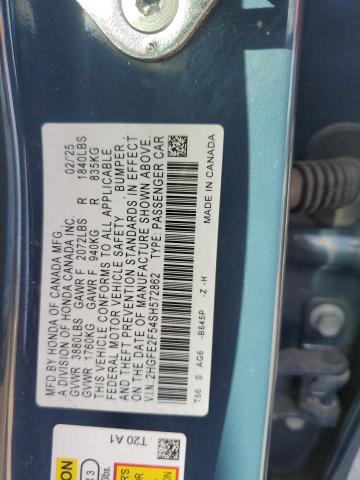 MFD BY HONDA OF CANADA MFG.
A DIVISION OF HONDA CANADA INC. 02/'25
GVWR 3880LBS GAWR F 2072LBS R 1840LBS
GVWR 1760KG GAWR F 940KG R 835KG
THIS VEHICLE CONFORMS TO ALL APPLICABLE
FEDERAL MOTOR VEHICLE SAFETY BUMPER
AND THEFT PREVENTION STANDARDS IN EFFECT
ON THE DATE OF MANUFACTURE SHOWN ABOVE.
V.I.N: 2HGFE2F54SH572862 TYPE: PASSENGER CAR
MADE IN CANADA
T56 S AG6 -B645P -Z -H
T20 A1
ION
3
lbs.